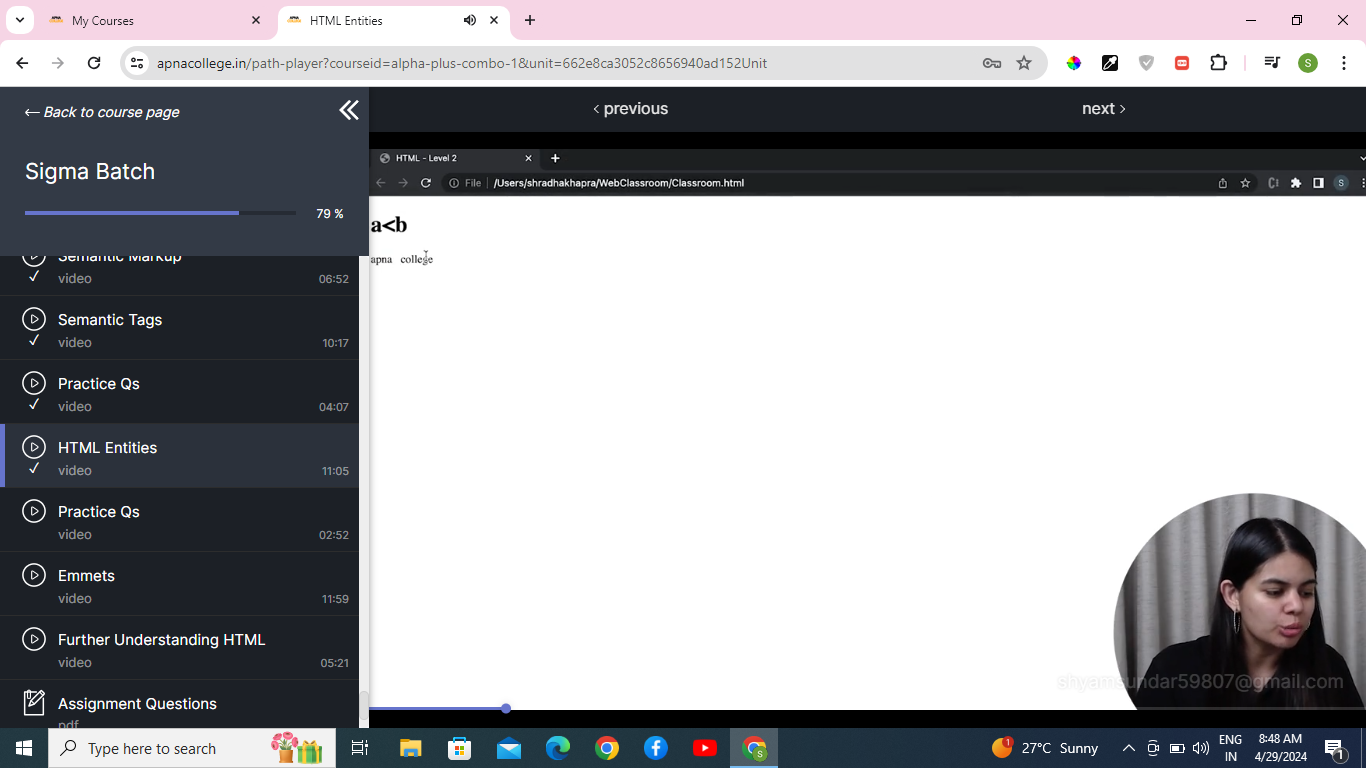 My Courses
HTML Entities
apnacollege.in/path-player?courseid=alpha-plus-combo-1&unit=662e8ca3052c8656940ad152Unit
S
← Back to course page
Sigma Batch
79 %
Semantic Markup
video 06:52
Semantic Tags
video 10:17
Practice Qs
video 04:07
HTML Entities
video 11:05
Practice Qs
video 02:52
Emmets
video 11:59
Further Understanding HTML
video 05:21
Assignment Questions
pdf
‹ previous
next ›
HTML - Level 2
File /Users/shradhakhapra/WebClassroom/Classroom.html
S
a<b
apna college
shyamsundar59807@gmail.com
Type here to search
S
27°C Sunny
ENG
IN
8:48 AM
4/29/2024
1
1